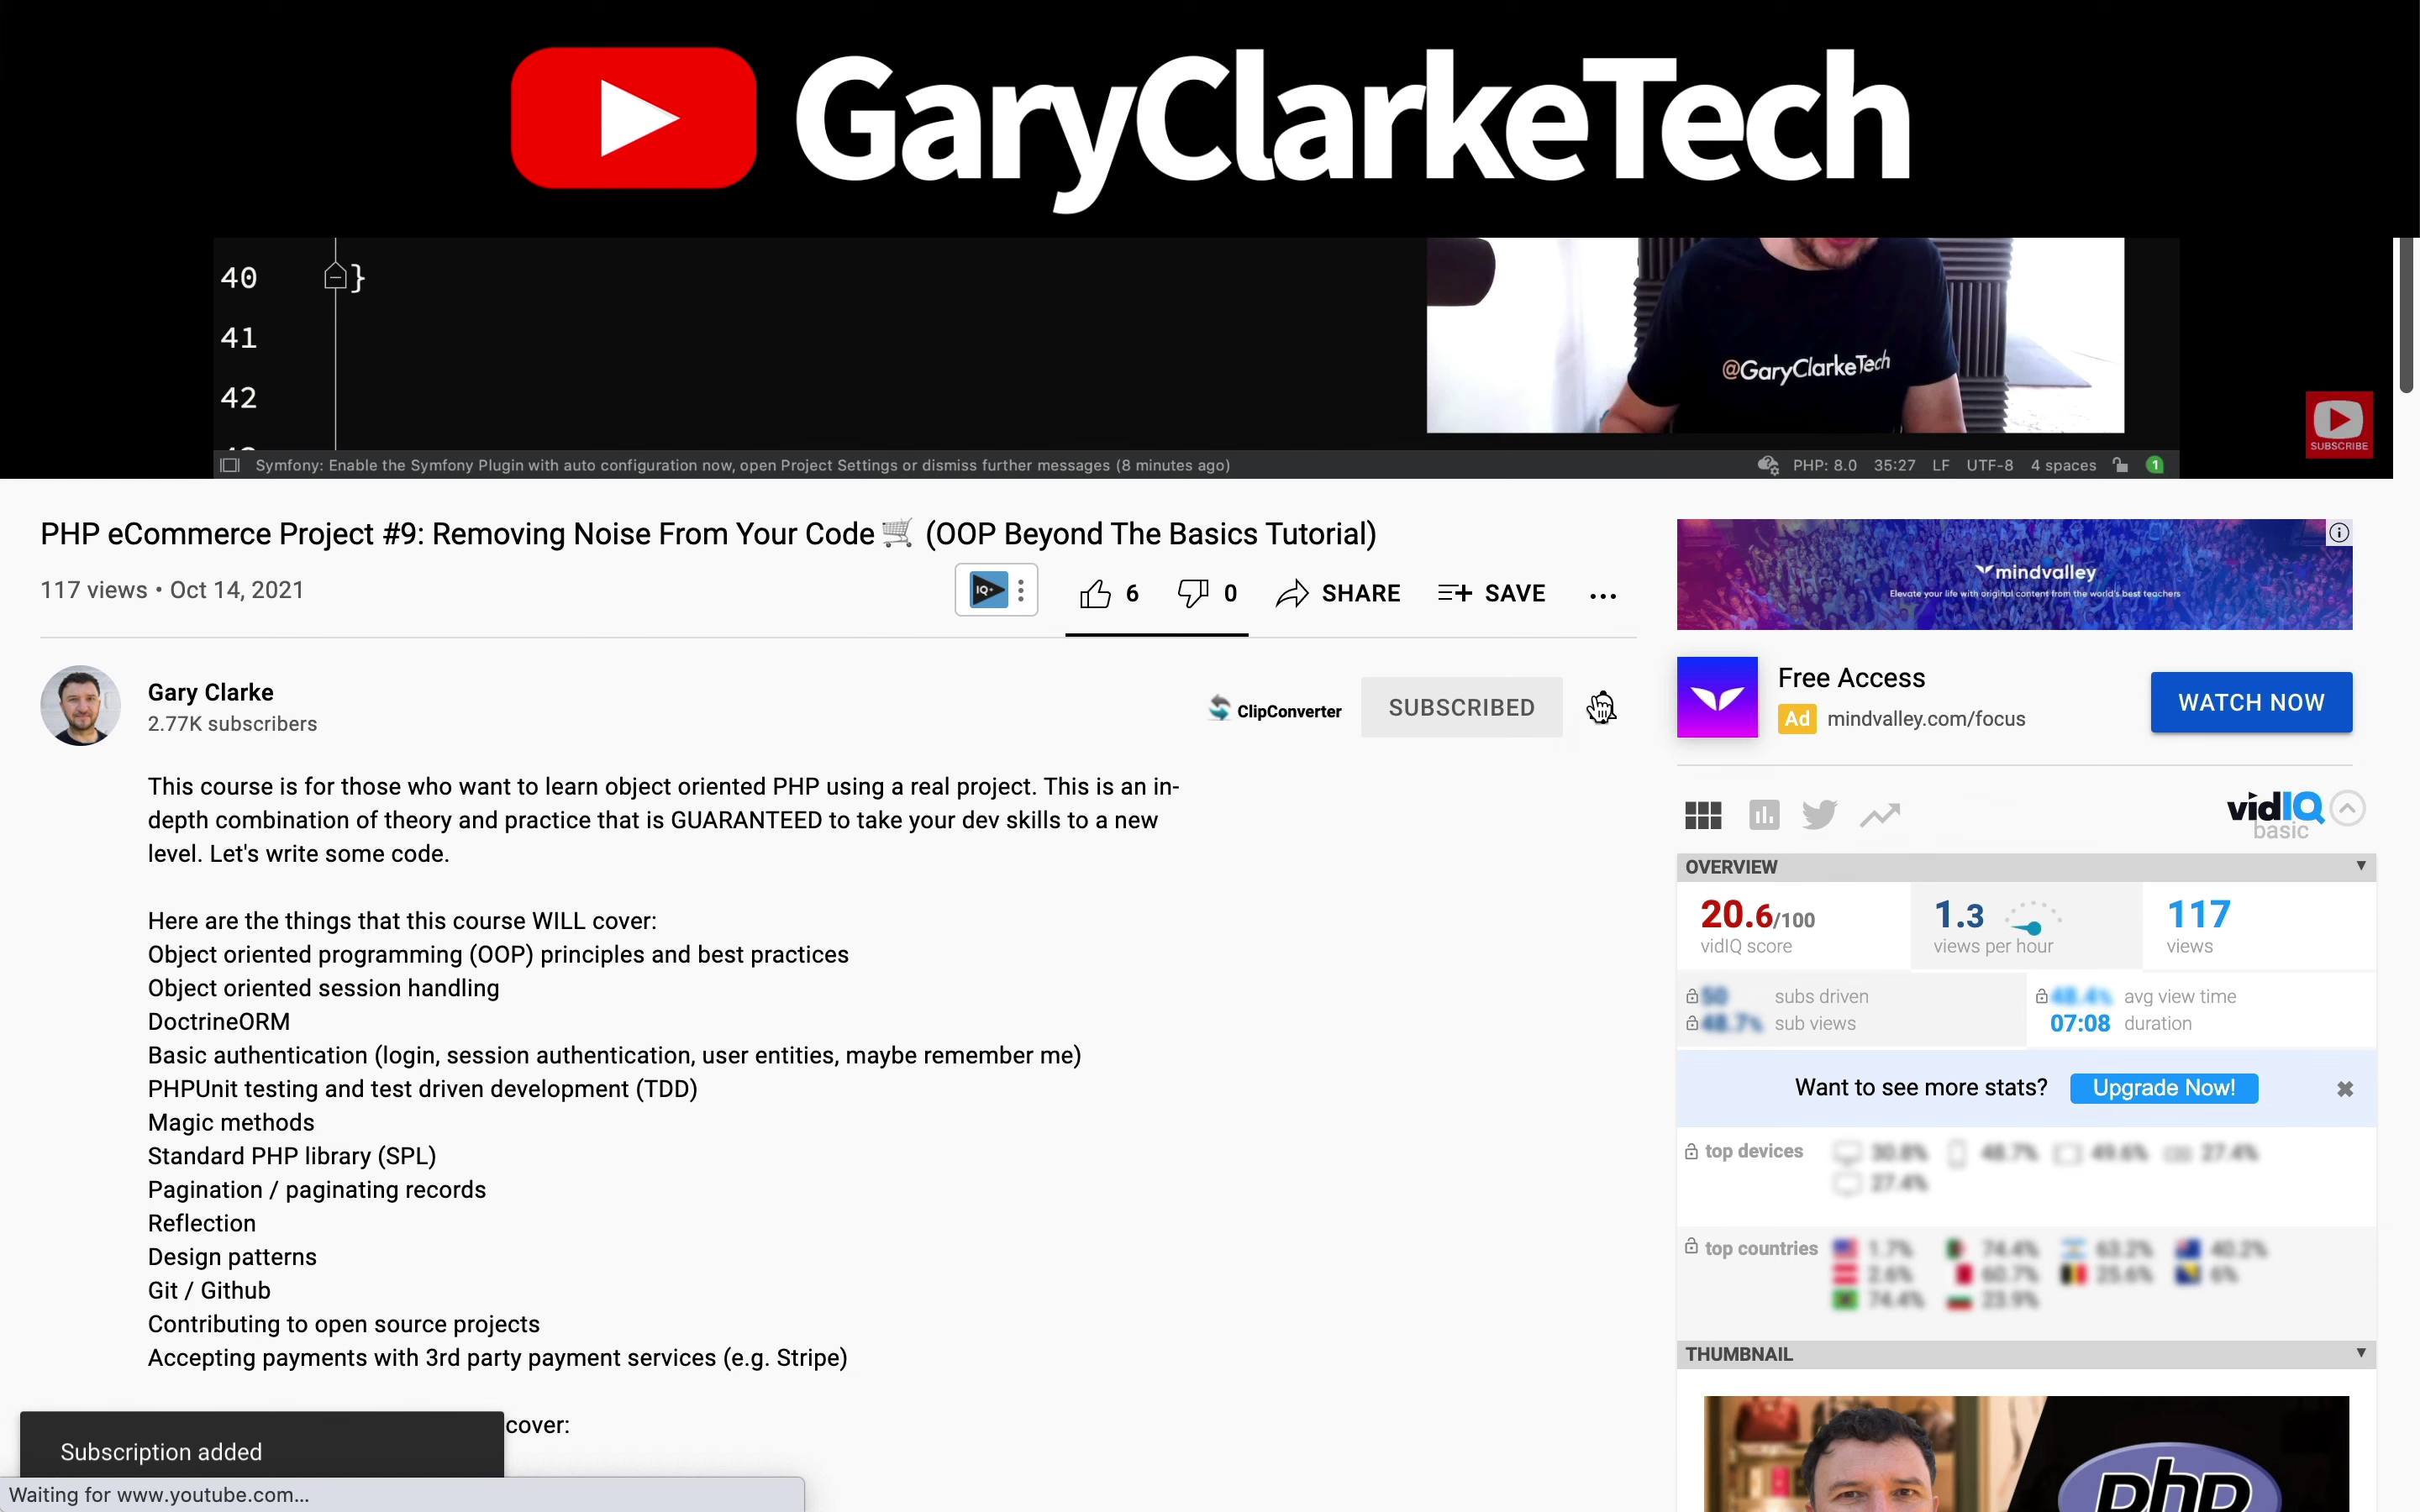 GaryClarkeTech
40 }
41
42
@GaryClarkeTech
SUBSCRIBE
Symfony: Enable the Symfony Plugin with auto configuration now, open Project Settings or dismiss further messages (8 minutes ago)
PHP: 8.0 35:27 LF UTF-8 4 spaces 1
PHP eCommerce Project #9: Removing Noise From Your Code 🛒 (OOP Beyond The Basics Tutorial)
117 views • Oct 14, 2021
IQ+
6 0 SHARE SAVE
Gary Clarke
2.77K subscribers
ClipConverter SUBSCRIBED
This course is for those who want to learn object oriented PHP using a real project. This is an in-
depth combination of theory and practice that is GUARANTEED to take your dev skills to a new
level. Let's write some code.
Here are the things that this course WILL cover:
Object oriented programming (OOP) principles and best practices
Object oriented session handling
DoctrineORM
Basic authentication (login, session authentication, user entities, maybe remember me)
PHPUnit testing and test driven development (TDD)
Magic methods
Standard PHP library (SPL)
Pagination / paginating records
Reflection
Design patterns
Git / Github
Contributing to open source projects
Accepting payments with 3rd party payment services (e.g. Stripe)
cover:
Subscription added
Waiting for www.youtube.com...
mindvalley
Elevate your life with original content from the world's best teachers
Free Access
Ad mindvalley.com/focus
WATCH NOW
vidIQ
basic
OVERVIEW
20.6/100
vidIQ score
1.3
views per hour
117
views
subs driven
sub views
avg view time
07:08 duration
Want to see more stats? Upgrade Now!
top devices
top countries
THUMBNAIL
php